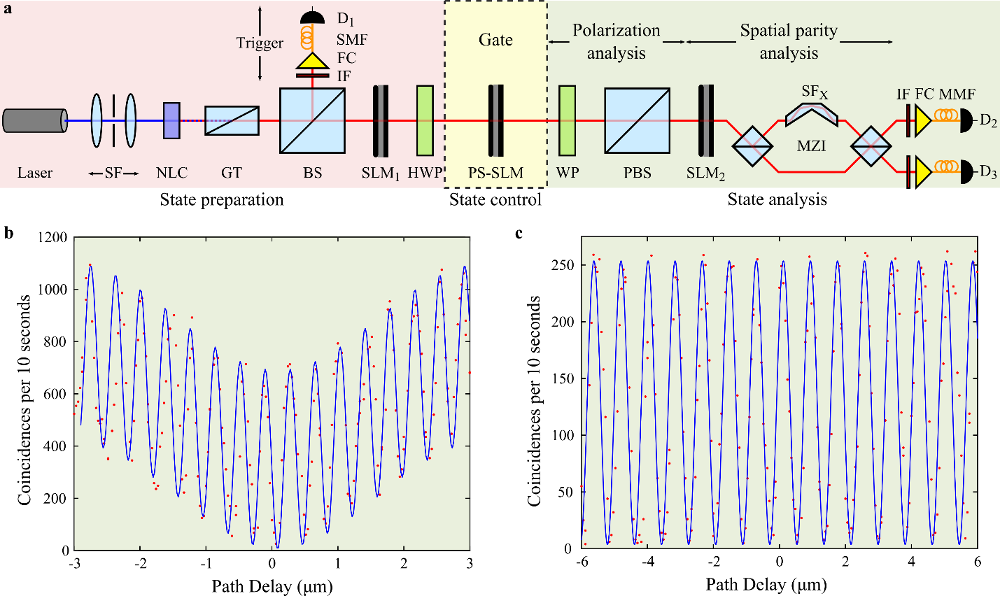 a
D1
SMF
FC
IF
Trigger
Gate
Polarization
analysis
Spatial parity
analysis
SFX
MZI
IF FC MMF
D2
D3
Laser
SF
NLC
GT
BS
SLM1
HWP
PS-SLM
WP
PBS
SLM2
State preparation
State control
State analysis
b
1200
1000
800
600
400
200
0
-3 -2 -1 0 1 2 3
Coincidences per 10 seconds
Path Delay (μm)
c
250
200
150
100
50
0
-6 -4 -2 0 2 4 6
Coincidences per 10 seconds
Path Delay (μm)